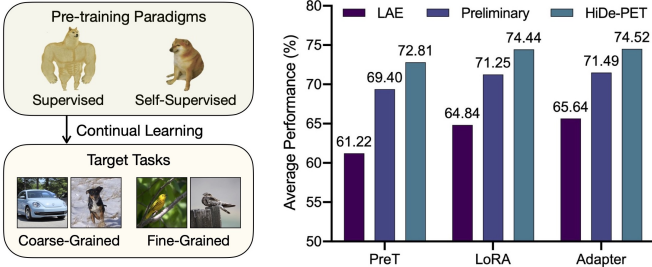 Pre-training Paradigms
Supervised
Self-Supervised
Continual Learning
Target Tasks
Coarse-Grained
Fine-Grained
LAE
Preliminary
HiDe-PET
Average Performance (%)
80
75
70
65
60
55
50
61.22
69.40
72.81
64.84
71.25
74.44
65.64
71.49
74.52
PreT
LoRA
Adapter